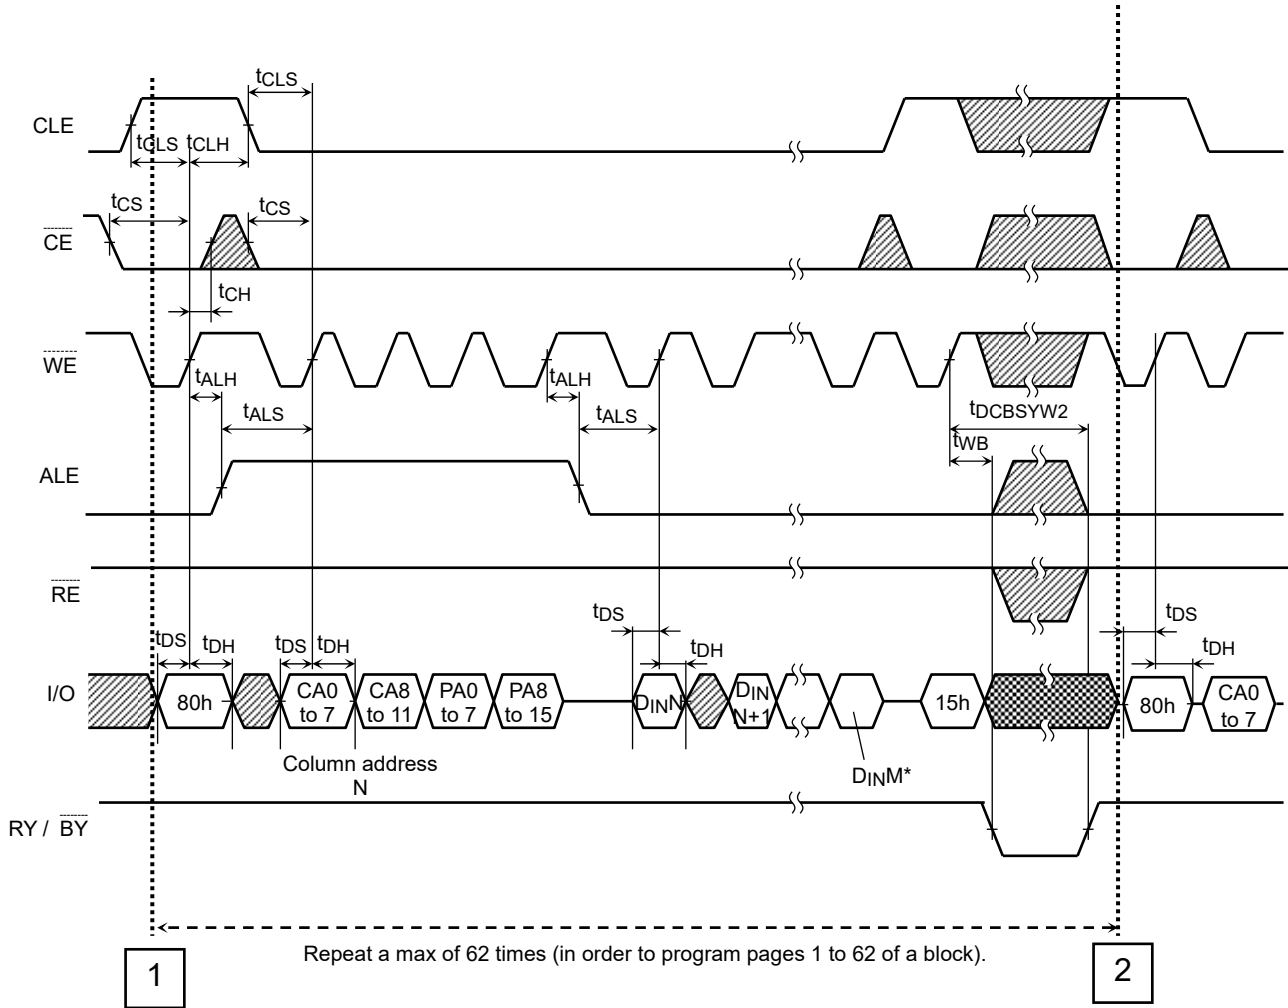 tCLS
CLE
tCLS tCLH
tCS tCS
CE
tCH
WE
tALH tALH
tALS tALS tDCBSYW2
tWB
ALE
RE
tDS tDS
tDS tDH tDS tDH tDH tDH
I/O 80h CA0 to 7 CA8 to 11 PA0 to 7 PA8 to 15 DINN DIN N+1 15h 80h CA0 to 7
Column address
N
DINM*
RY / BY
Repeat a max of 62 times (in order to program pages 1 to 62 of a block).
1 2